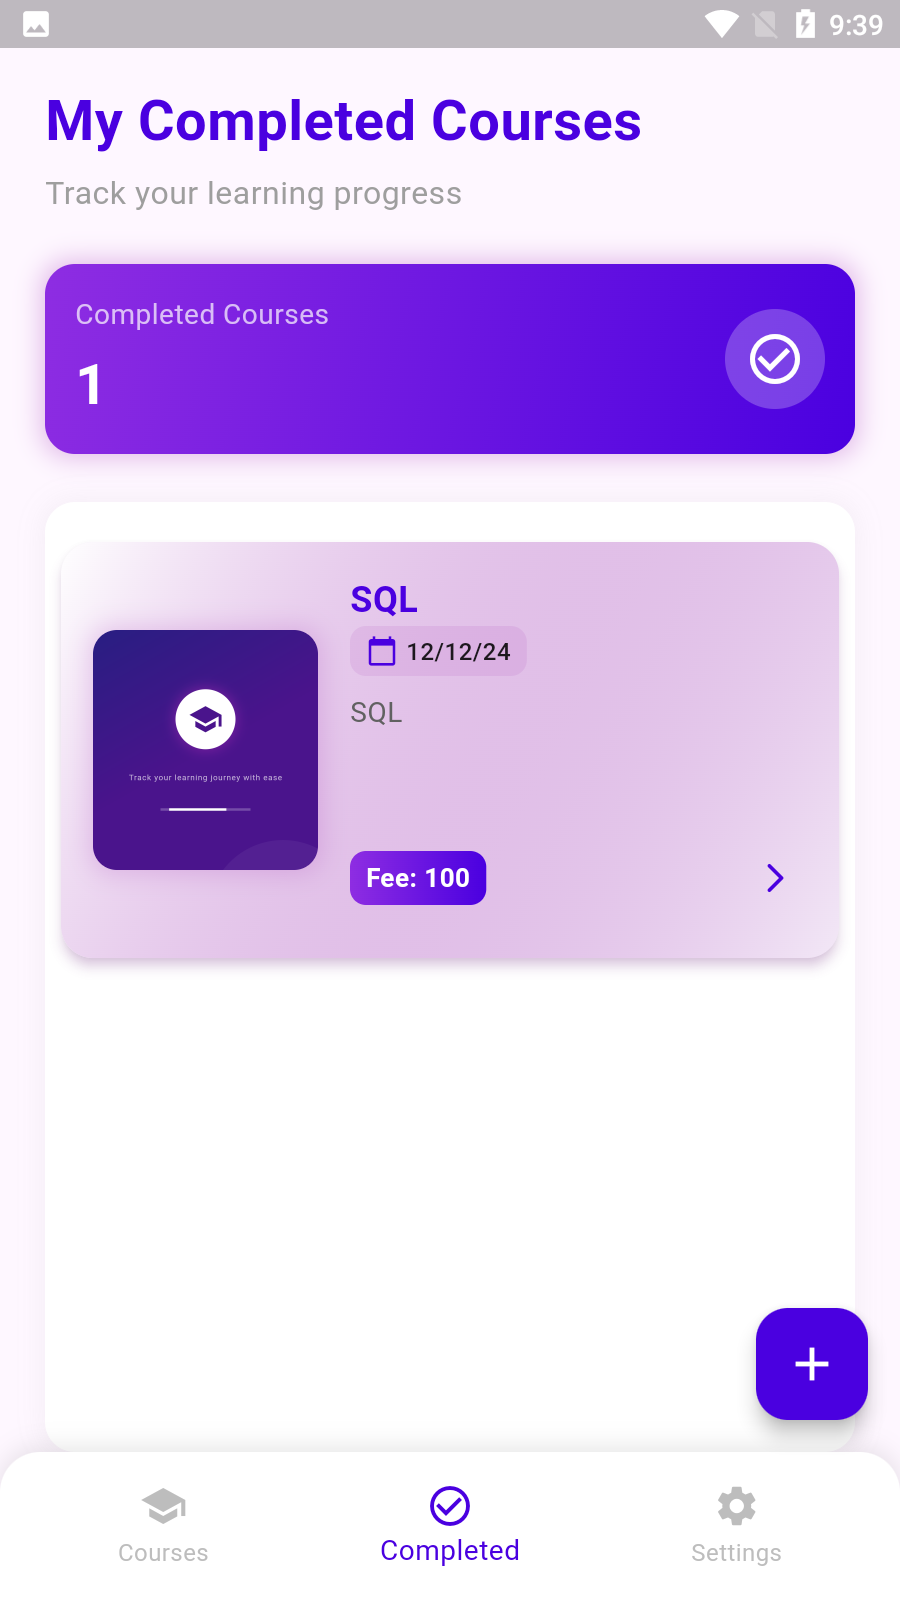 9:39
My Completed Courses
Track your learning progress
Completed Courses
1
SQL
12/12/24
SQL
Track your learning journey with ease
Fee: 100
Courses
Completed
Settings